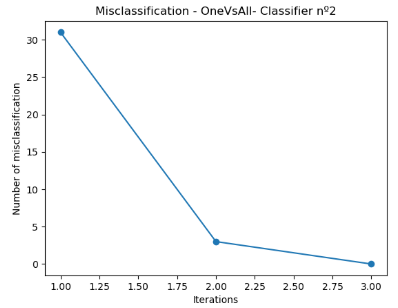 Misclassification - OneVsAll- Classifier nº2
Number of misclassification
30
25
20
15
10
5
0
1.00 1.25 1.50 1.75 2.00 2.25 2.50 2.75 3.00
Iterations